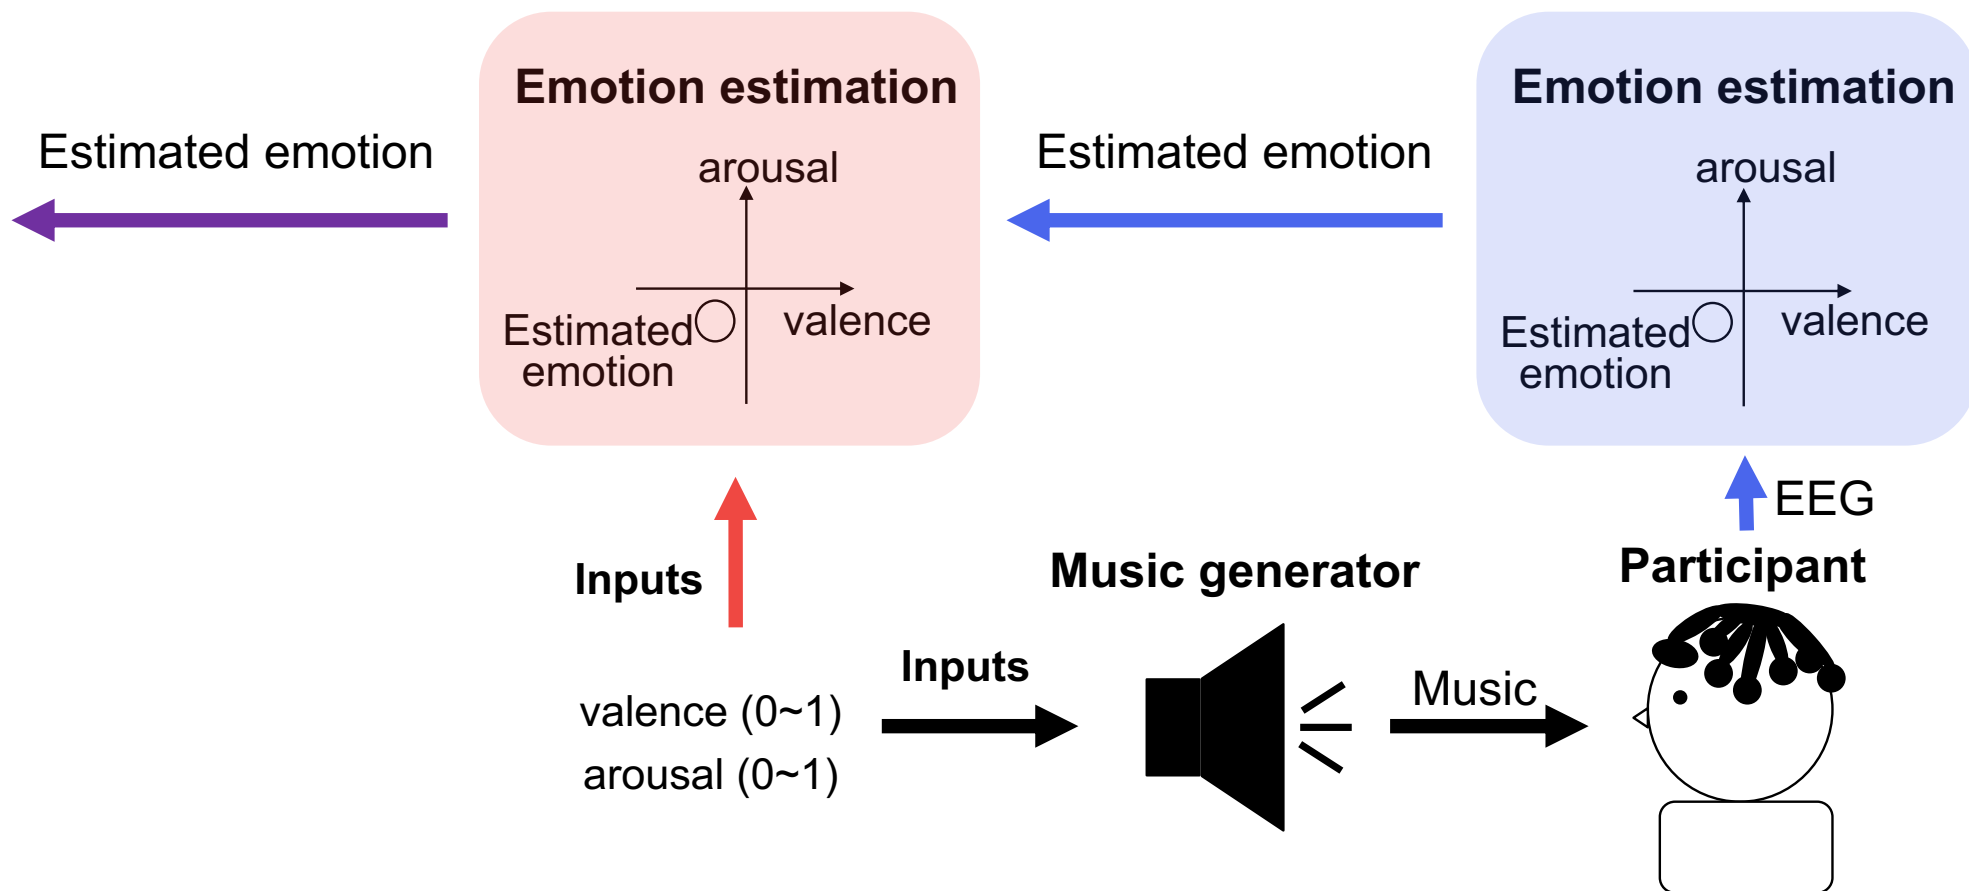 Emotion estimation
Emotion estimation
Estimated emotion
Estimated emotion
arousal
arousal
valence
Estimated
emotion
valence
Estimated
emotion
EEG
Inputs
Music generator
Participant
Inputs
Music
valence (0~1)
arousal (0~1)